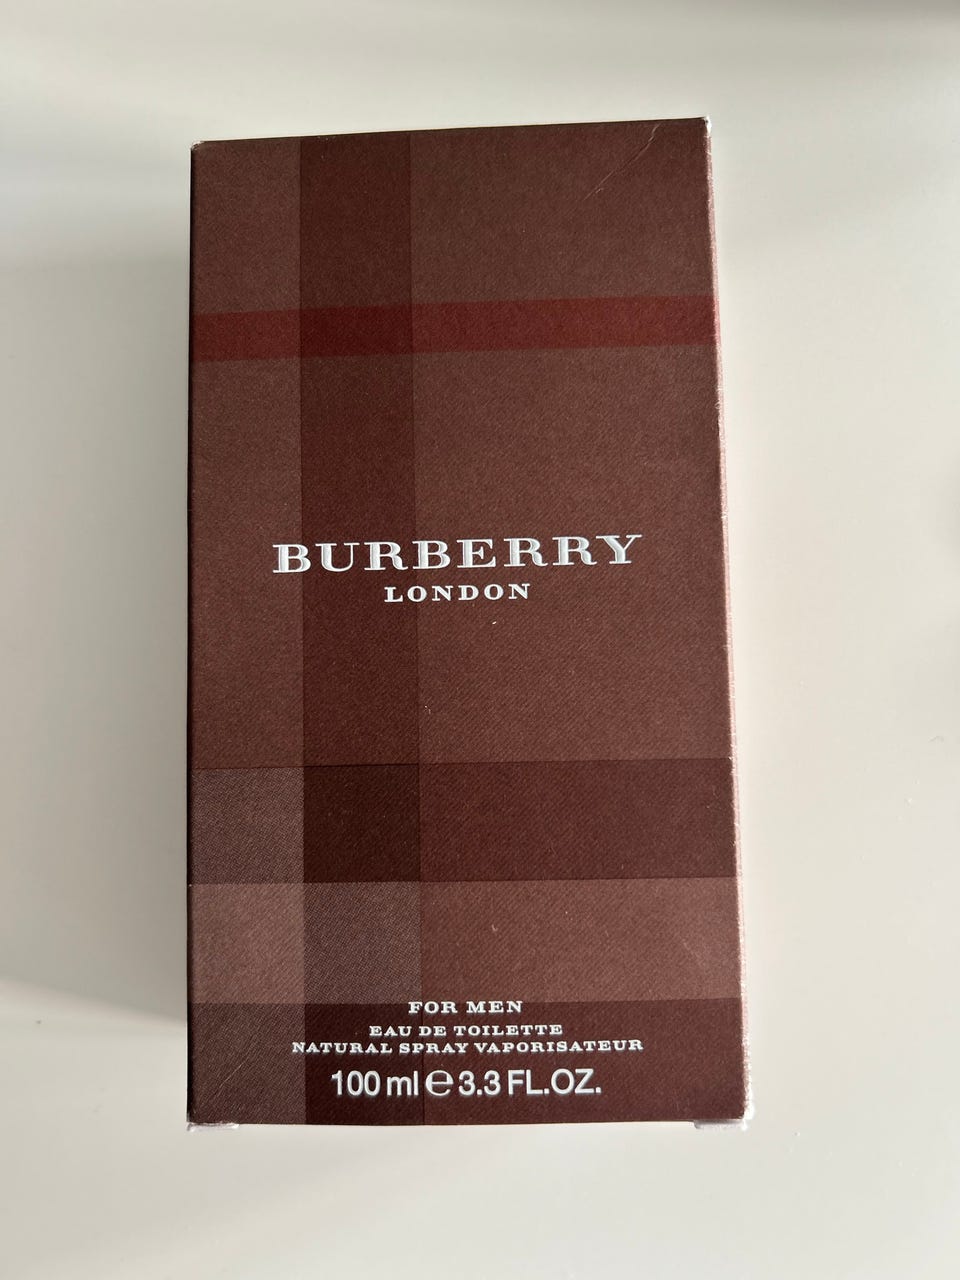 BURBERRY
LONDON
FOR MEN
EAU DE TOILETTE
NATURAL SPRAY VAPORISATEUR
100 ml ℮ 3.3 FL.OZ.